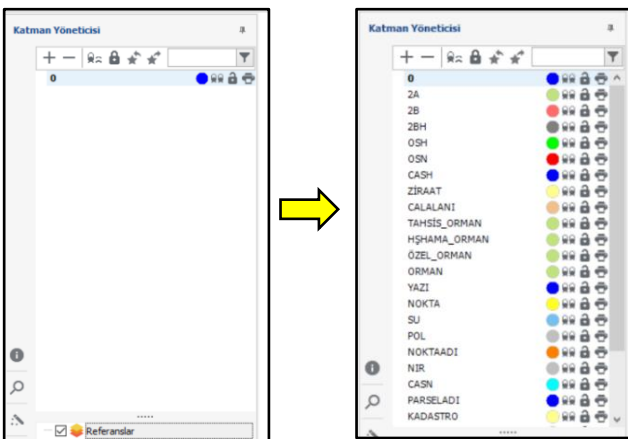 Katman Yöneticisi
0
Referanslar
Katman Yöneticisi
0
2A
2B
2BH
OSH
OSN
CASH
ZİRAAT
CALALANI
TAHSİS_ORMAN
HŞHAMA_ORMAN
ÖZEL_ORMAN
ORMAN
YAZI
NOKTA
SU
POL
NOKTAADI
NIR
CASN
PARSELADI
KADASTRO